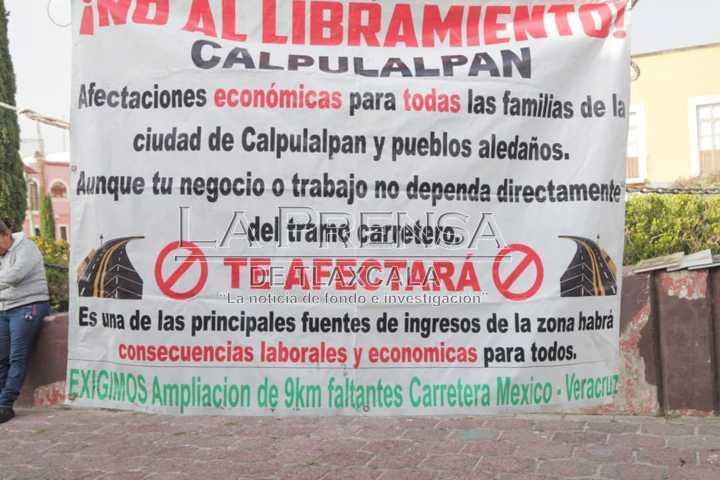 ¡NO AL LIBRAMIENTO!
CALPULALPAN
Afectaciones económicas para todas las familias de la
ciudad de Calpulalpan y pueblos aledaños.
"Aunque tu negocio o trabajo no dependa directamente
del tramo carretero.
LA PRENSA
DE TLAXCALA
"La noticia de fondo e investigación"
TE AFECTARÁ
Es una de las principales fuentes de ingresos de la zona habrá
consecuencias laborales y economicas para todos.
EXIGIMOS Ampliacion de 9km faltantes Carretera Mexico - Veracruz